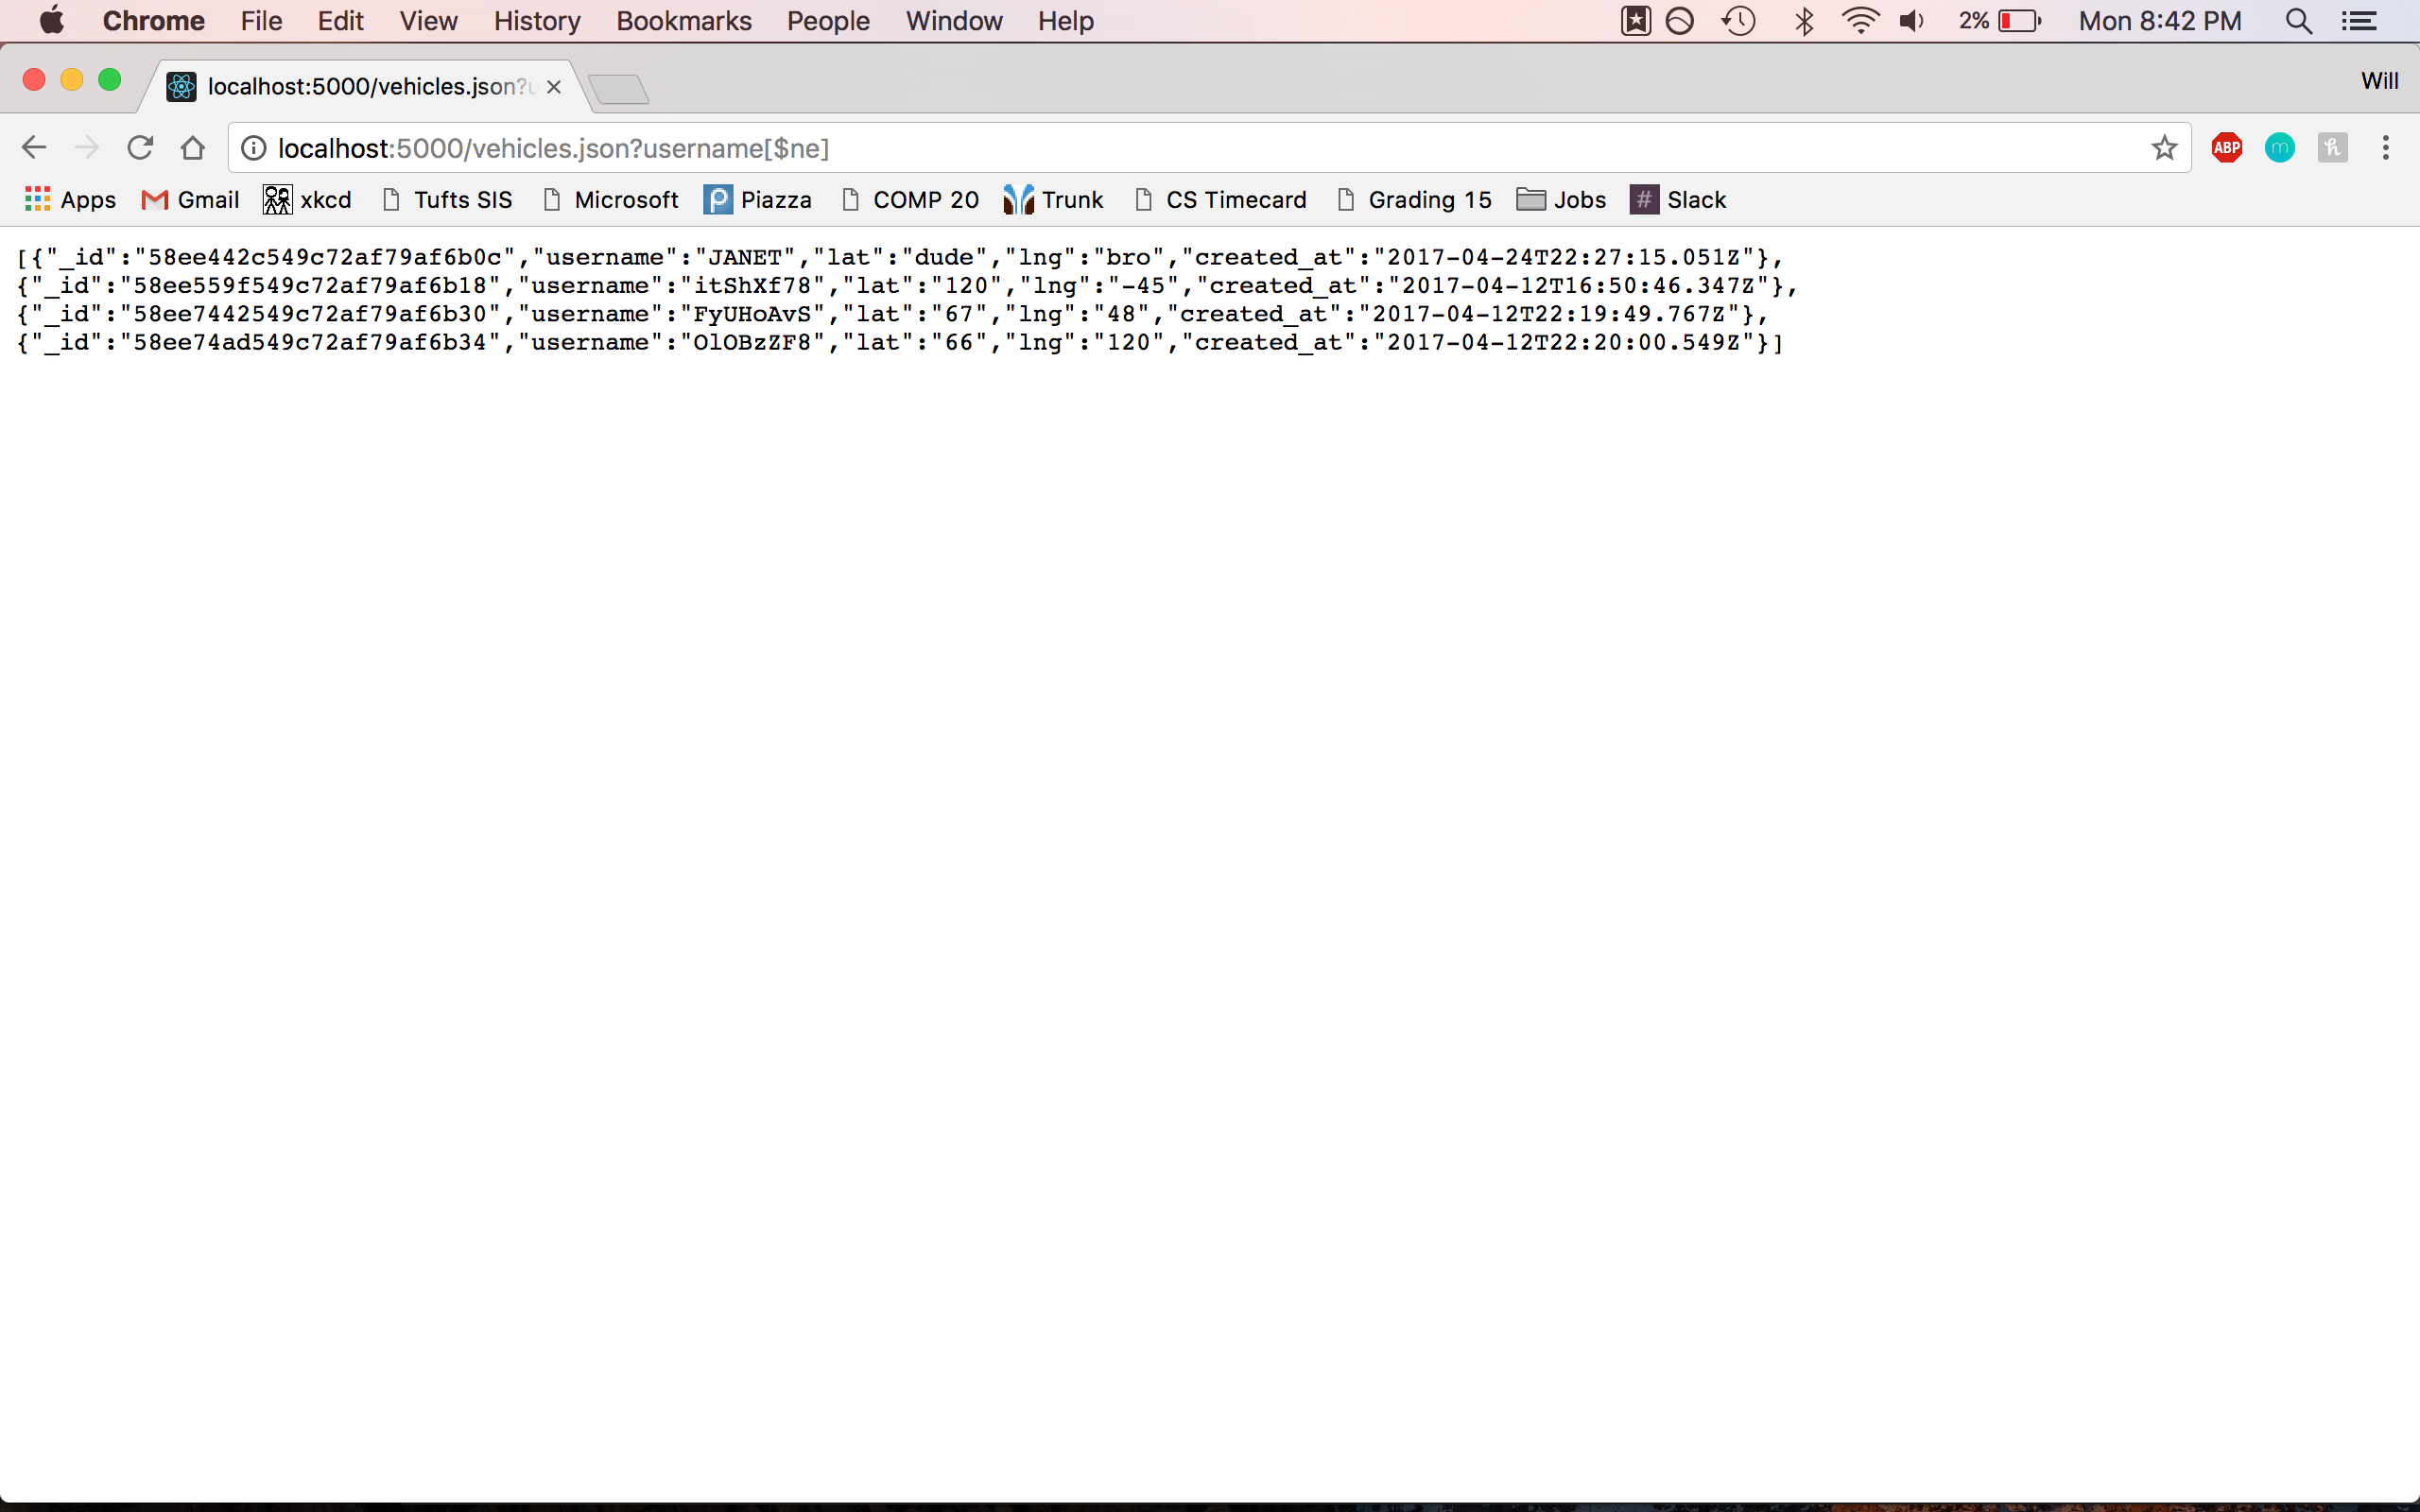 Chrome File Edit View History Bookmarks People Window Help 2% Mon 8:42 PM
localhost:5000/vehicles.json?u Will
localhost:5000/vehicles.json?username[$ne] ABP m h
Apps Gmail xkcd Tufts SIS Microsoft Piazza COMP 20 Trunk CS Timecard Grading 15 Jobs # Slack
[{"_id":"58ee442c549c72af79af6b0c","username":"JANET","lat":"dude","lng":"bro","created_at":"2017-04-24T22:27:15.051Z"},
{"_id":"58ee559f549c72af79af6b18","username":"itShXf78","lat":"120","lng":"-45","created_at":"2017-04-12T16:50:46.347Z"},
{"_id":"58ee7442549c72af79af6b30","username":"FyUHoAvS","lat":"67","lng":"48","created_at":"2017-04-12T22:19:49.767Z"},
{"_id":"58ee74ad549c72af79af6b34","username":"OlOBzZF8","lat":"66","lng":"120","created_at":"2017-04-12T22:20:00.549Z"}]